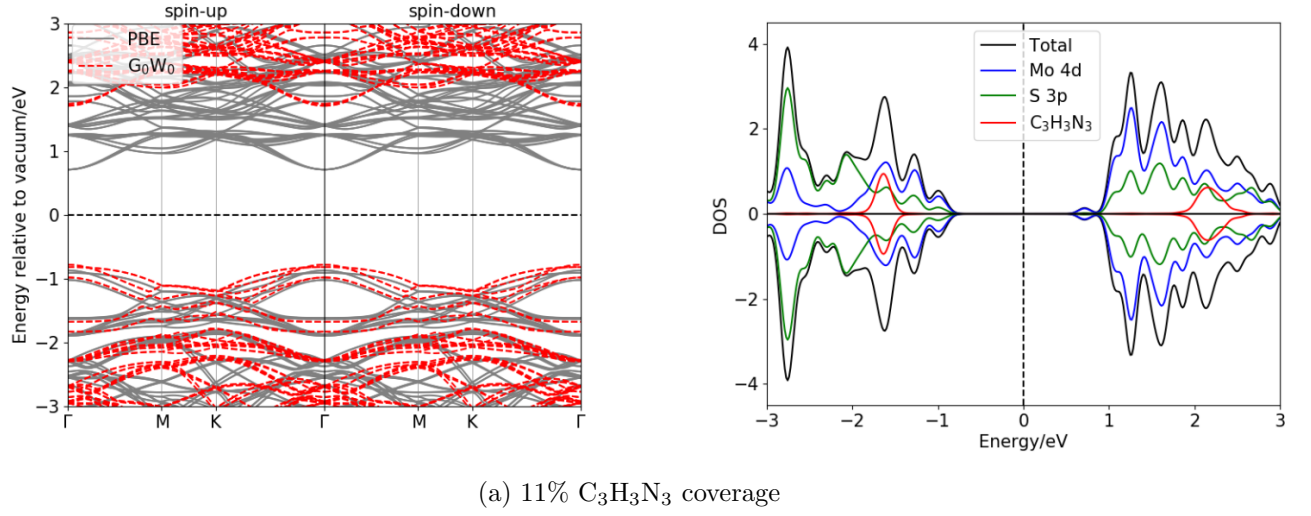 spin-up
spin-down
PBE
G₀W₀
Energy relative to vacuum/eV
3
2
1
0
−1
−2
−3
Γ
M
K
Γ
M
K
Γ
Total
Mo 4d
S 3p
C₃H₃N₃
DOS
4
2
0
−2
−4
−3
−2
−1
0
1
2
3
Energy/eV
(a) 11% C₃H₃N₃ coverage